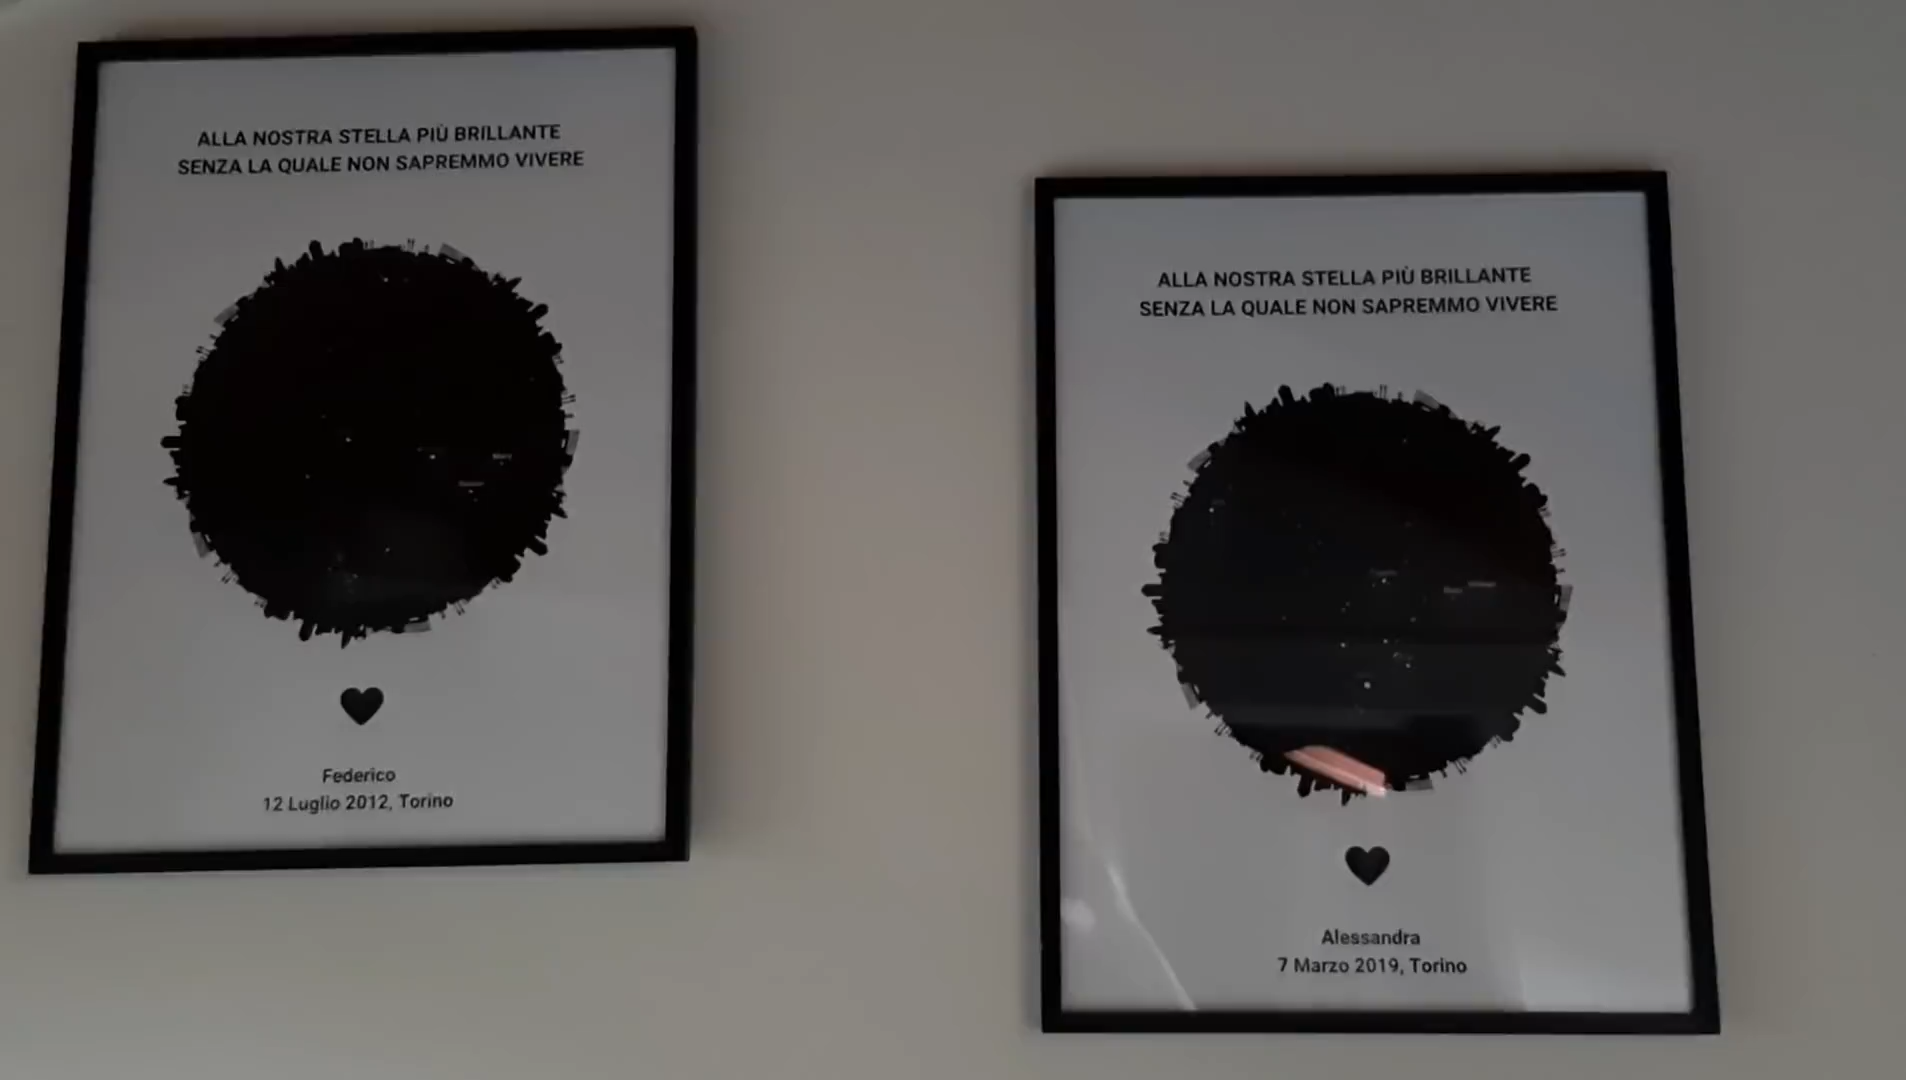 ALLA NOSTRA STELLA PIÙ BRILLANTE
SENZA LA QUALE NON SAPREMMO VIVERE
Federico
12 Luglio 2012, Torino
ALLA NOSTRA STELLA PIÙ BRILLANTE
SENZA LA QUALE NON SAPREMMO VIVERE
Alessandra
7 Marzo 2019, Torino